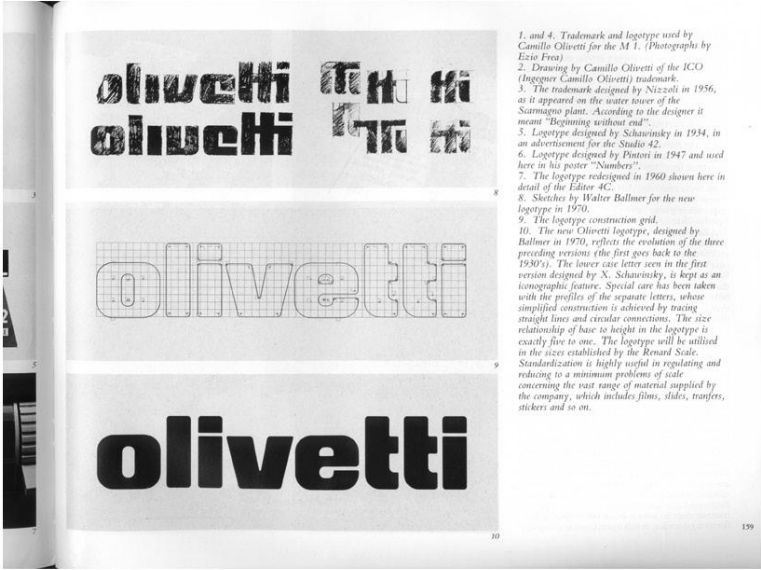 1. and 4. Trademark and logotype used by
Camillo Olivetti for the M 1. (Photographs by
Ezio Frea)
2. Drawing by Camillo Olivetti of the ICO
(Ingegner Camillo Olivetti) trademark.
3. The trademark designed by Nizzoli in 1956,
as it appeared on the water tower of the
Scarmagno plant. According to the designer it
meant "Beginning without end".
5. Logotype designed by Schawinsky in 1934, in
an advertisement for the Studio 42.
6. Logotype designed by Pintori in 1947 and used
here in his poster "Numbers".
7. The logotype redesigned in 1960 shown here in
detail of the Editor 4C.
8. Sketches by Walter Ballmer for the new
logotype in 1970.
9. The logotype construction grid.
10. The new Olivetti logotype, designed by
Ballmer in 1970, reflects the evolution of the three
preceding versions (the first goes back to the
1930's). The lower case letter seen in the first
version designed by X. Schawinsky, is kept as an
iconographic feature. Special care has been taken
with the profiles of the separate letters, whose
simplified construction is achieved by tracing
straight lines and circular connections. The size
relationship of base to height in the logotype is
exactly five to one. The logotype will be utilised
in the sizes established by the Renard Scale.
Standardization is highly useful in regulating and
reducing to a minimum problems of scale
concerning the vast range of material supplied by
the company, which includes films, slides, tranfers,
stickers and so on.
olivetti
tti
tti
olivetti
tti
tti
8
3
olivetti
9
2
5
olivetti
10
7
159